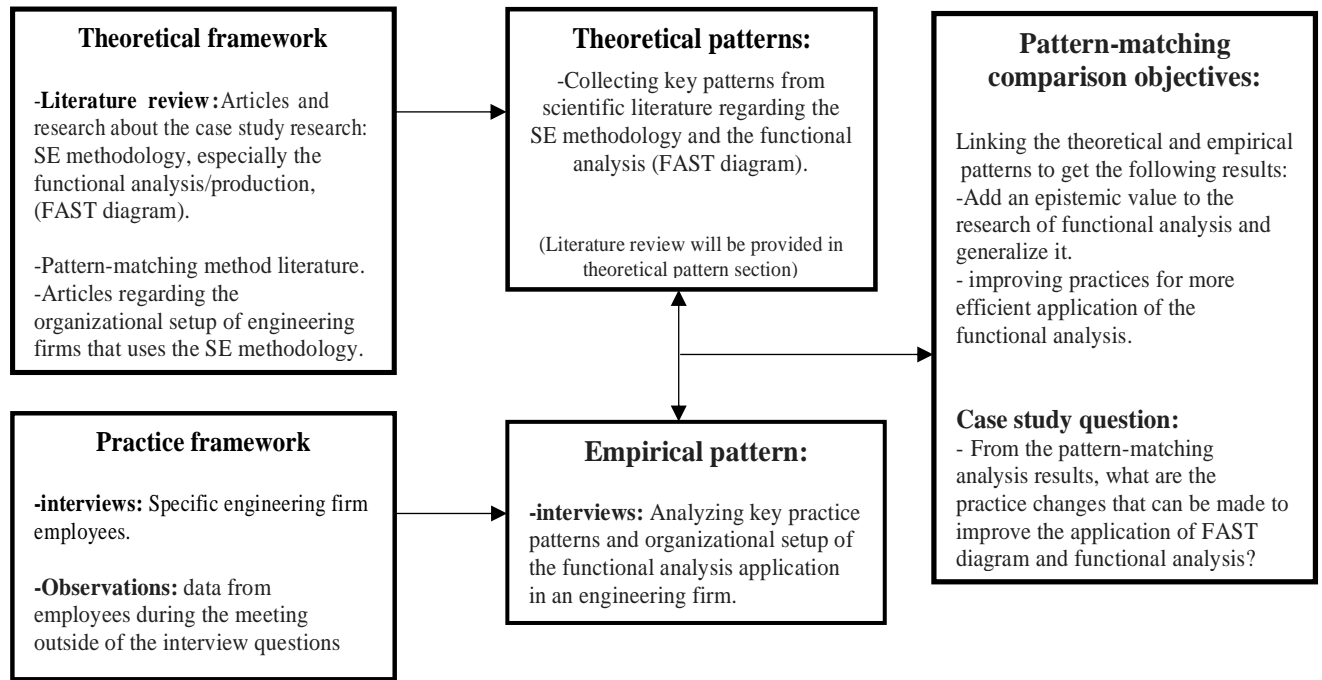 Theoretical framework
-Literature review: Articles and
research about the case study research:
SE methodology, especially the
functional analysis/production,
(FAST diagram).
-Pattern-matching method literature.
-Articles regarding the
organizational setup of engineering
firms that uses the SE methodology.
Theoretical patterns:
-Collecting key patterns from
scientific literature regarding the
SE methodology and the functional
analysis (FAST diagram).
(Literature review will be provided in
theoretical pattern section)
Pattern-matching
comparison objectives:
Linking the theoretical and empirical
patterns to get the following results:
-Add an epistemic value to the
research of functional analysis and
generalize it.
- improving practices for more
efficient application of the
functional analysis.
Case study question:
- From the pattern-matching
analysis results, what are the
practice changes that can be made to
improve the application of FAST
diagram and functional analysis?
Practice framework
-interviews: Specific engineering firm
employees.
-Observations: data from
employees during the meeting
outside of the interview questions
Empirical pattern:
-interviews: Analyzing key practice
patterns and organizational setup of
the functional analysis application
in an engineering firm.